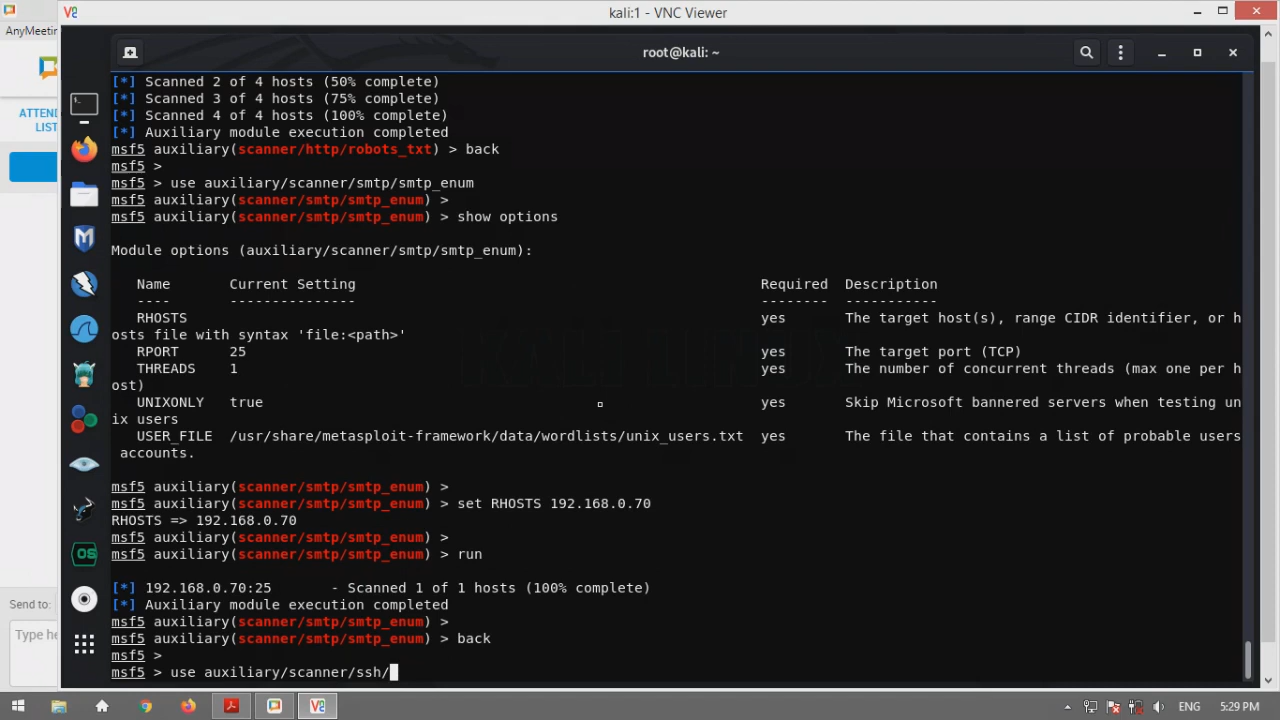 kali:1 - VNC Viewer
AnyMeetin
root@kali: ~
ATTEND
LIST
[*] Scanned 2 of 4 hosts (50% complete)
[*] Scanned 3 of 4 hosts (75% complete)
[*] Scanned 4 of 4 hosts (100% complete)
[*] Auxiliary module execution completed
msf5 auxiliary(scanner/http/robots_txt) > back
msf5 >
msf5 > use auxiliary/scanner/smtp/smtp_enum
msf5 auxiliary(scanner/smtp/smtp_enum) >
msf5 auxiliary(scanner/smtp/smtp_enum) > show options
Module options (auxiliary/scanner/smtp/smtp_enum):
Name Current Setting Required Description
---- --------------- -------- -----------
RHOSTS yes The target host(s), range CIDR identifier, or h
osts file with syntax 'file:<path>'
RPORT 25 yes The target port (TCP)
THREADS 1 yes The number of concurrent threads (max one per h
ost)
UNIXONLY true yes Skip Microsoft bannered servers when testing un
ix users
USER_FILE /usr/share/metasploit-framework/data/wordlists/unix_users.txt yes The file that contains a list of probable users
accounts.
msf5 auxiliary(scanner/smtp/smtp_enum) >
msf5 auxiliary(scanner/smtp/smtp_enum) > set RHOSTS 192.168.0.70
RHOSTS => 192.168.0.70
msf5 auxiliary(scanner/smtp/smtp_enum) >
msf5 auxiliary(scanner/smtp/smtp_enum) > run
[*] 192.168.0.70:25 - Scanned 1 of 1 hosts (100% complete)
[*] Auxiliary module execution completed
msf5 auxiliary(scanner/smtp/smtp_enum) >
msf5 auxiliary(scanner/smtp/smtp_enum) > back
msf5 >
msf5 > use auxiliary/scanner/ssh/
Send to:
Type he
OS
ENG 5:29 PM